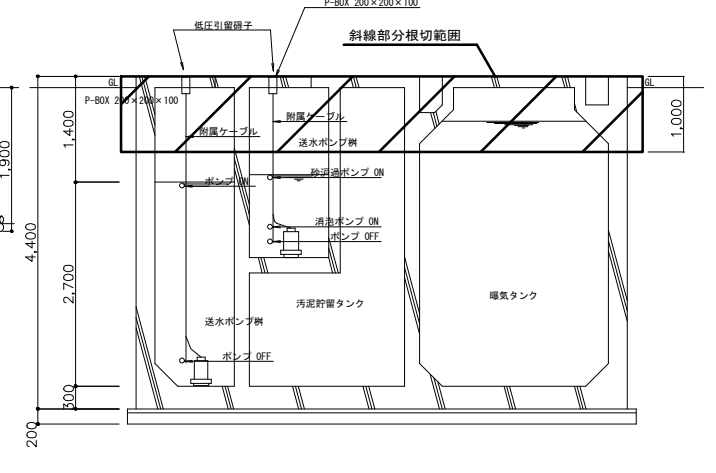 P-BOX 200×200×100
低圧引留碍子
斜線部分根切範囲
GL
GL
P-BOX 200×200×100
附属ケーブル
附属ケーブル
送水ポンプ桝
1,400
1,900
1,000
砂濾過ポンプ ON
ポンプ ON
消泡ポンプ ON
ポンプ OFF
4,400
2,700
汚泥貯留タンク
曝気タンク
送水ポンプ桝
ポンプ OFF
300
200